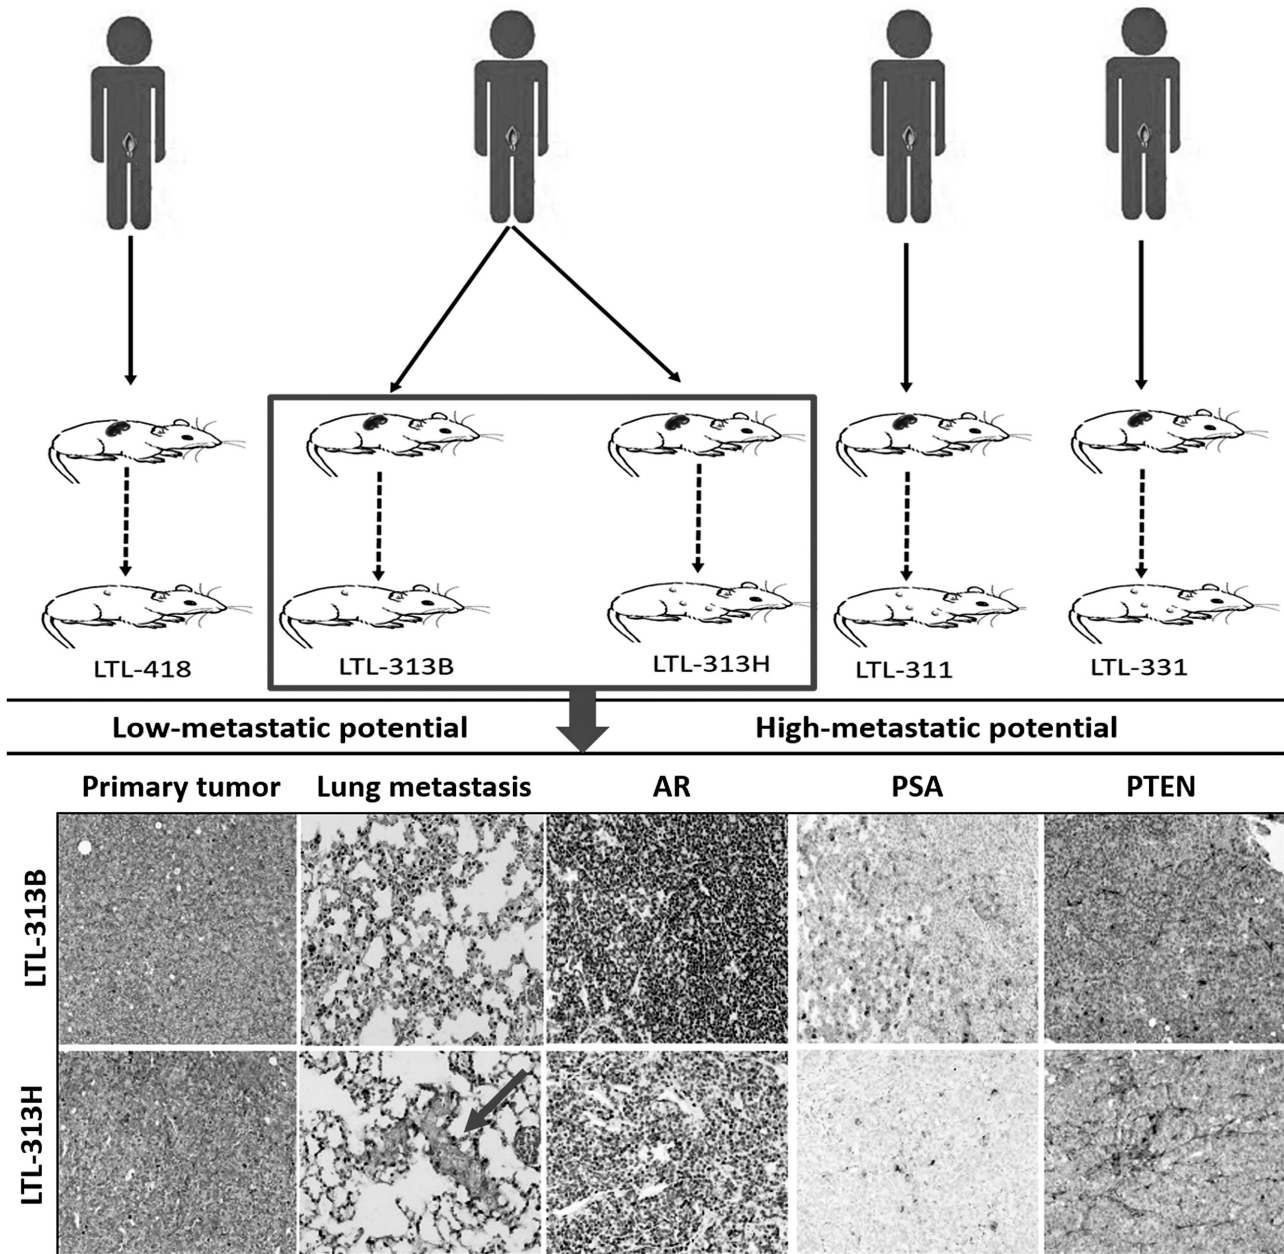 LTL-418
LTL-313B
LTL-313H
LTL-311
LTL-331
Low-metastatic potential
High-metastatic potential
Primary tumor
Lung metastasis
AR
PSA
PTEN
LTL-313B
LTL-313H